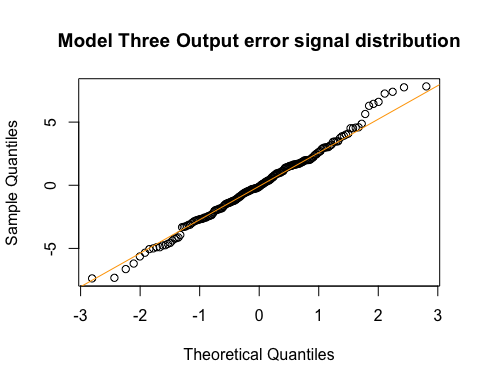 Model Three Output error signal distribution
Sample Quantiles
5
0
-5
-3 -2 -1 0 1 2 3
Theoretical Quantiles